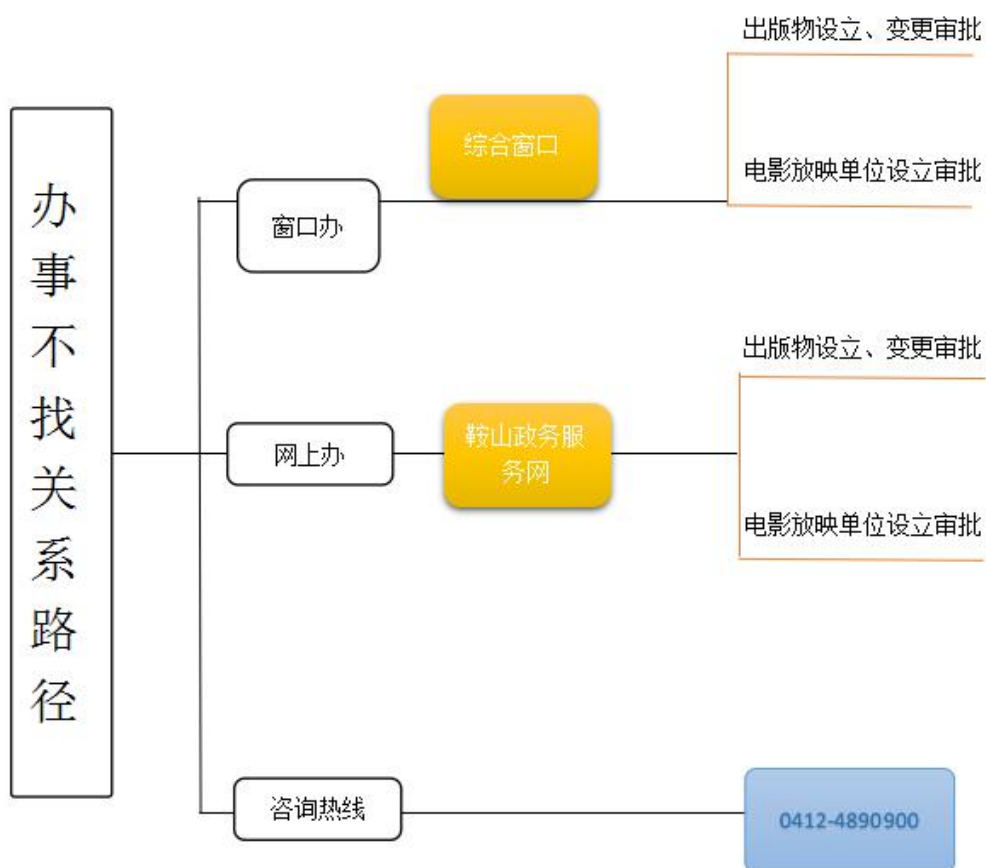 办事不找关系路径
窗口办
综合窗口
出版物设立、变更审批
电影放映单位设立审批
网上办
鞍山政务服
务网
出版物设立、变更审批
电影放映单位设立审批
咨询热线
0412-4890900